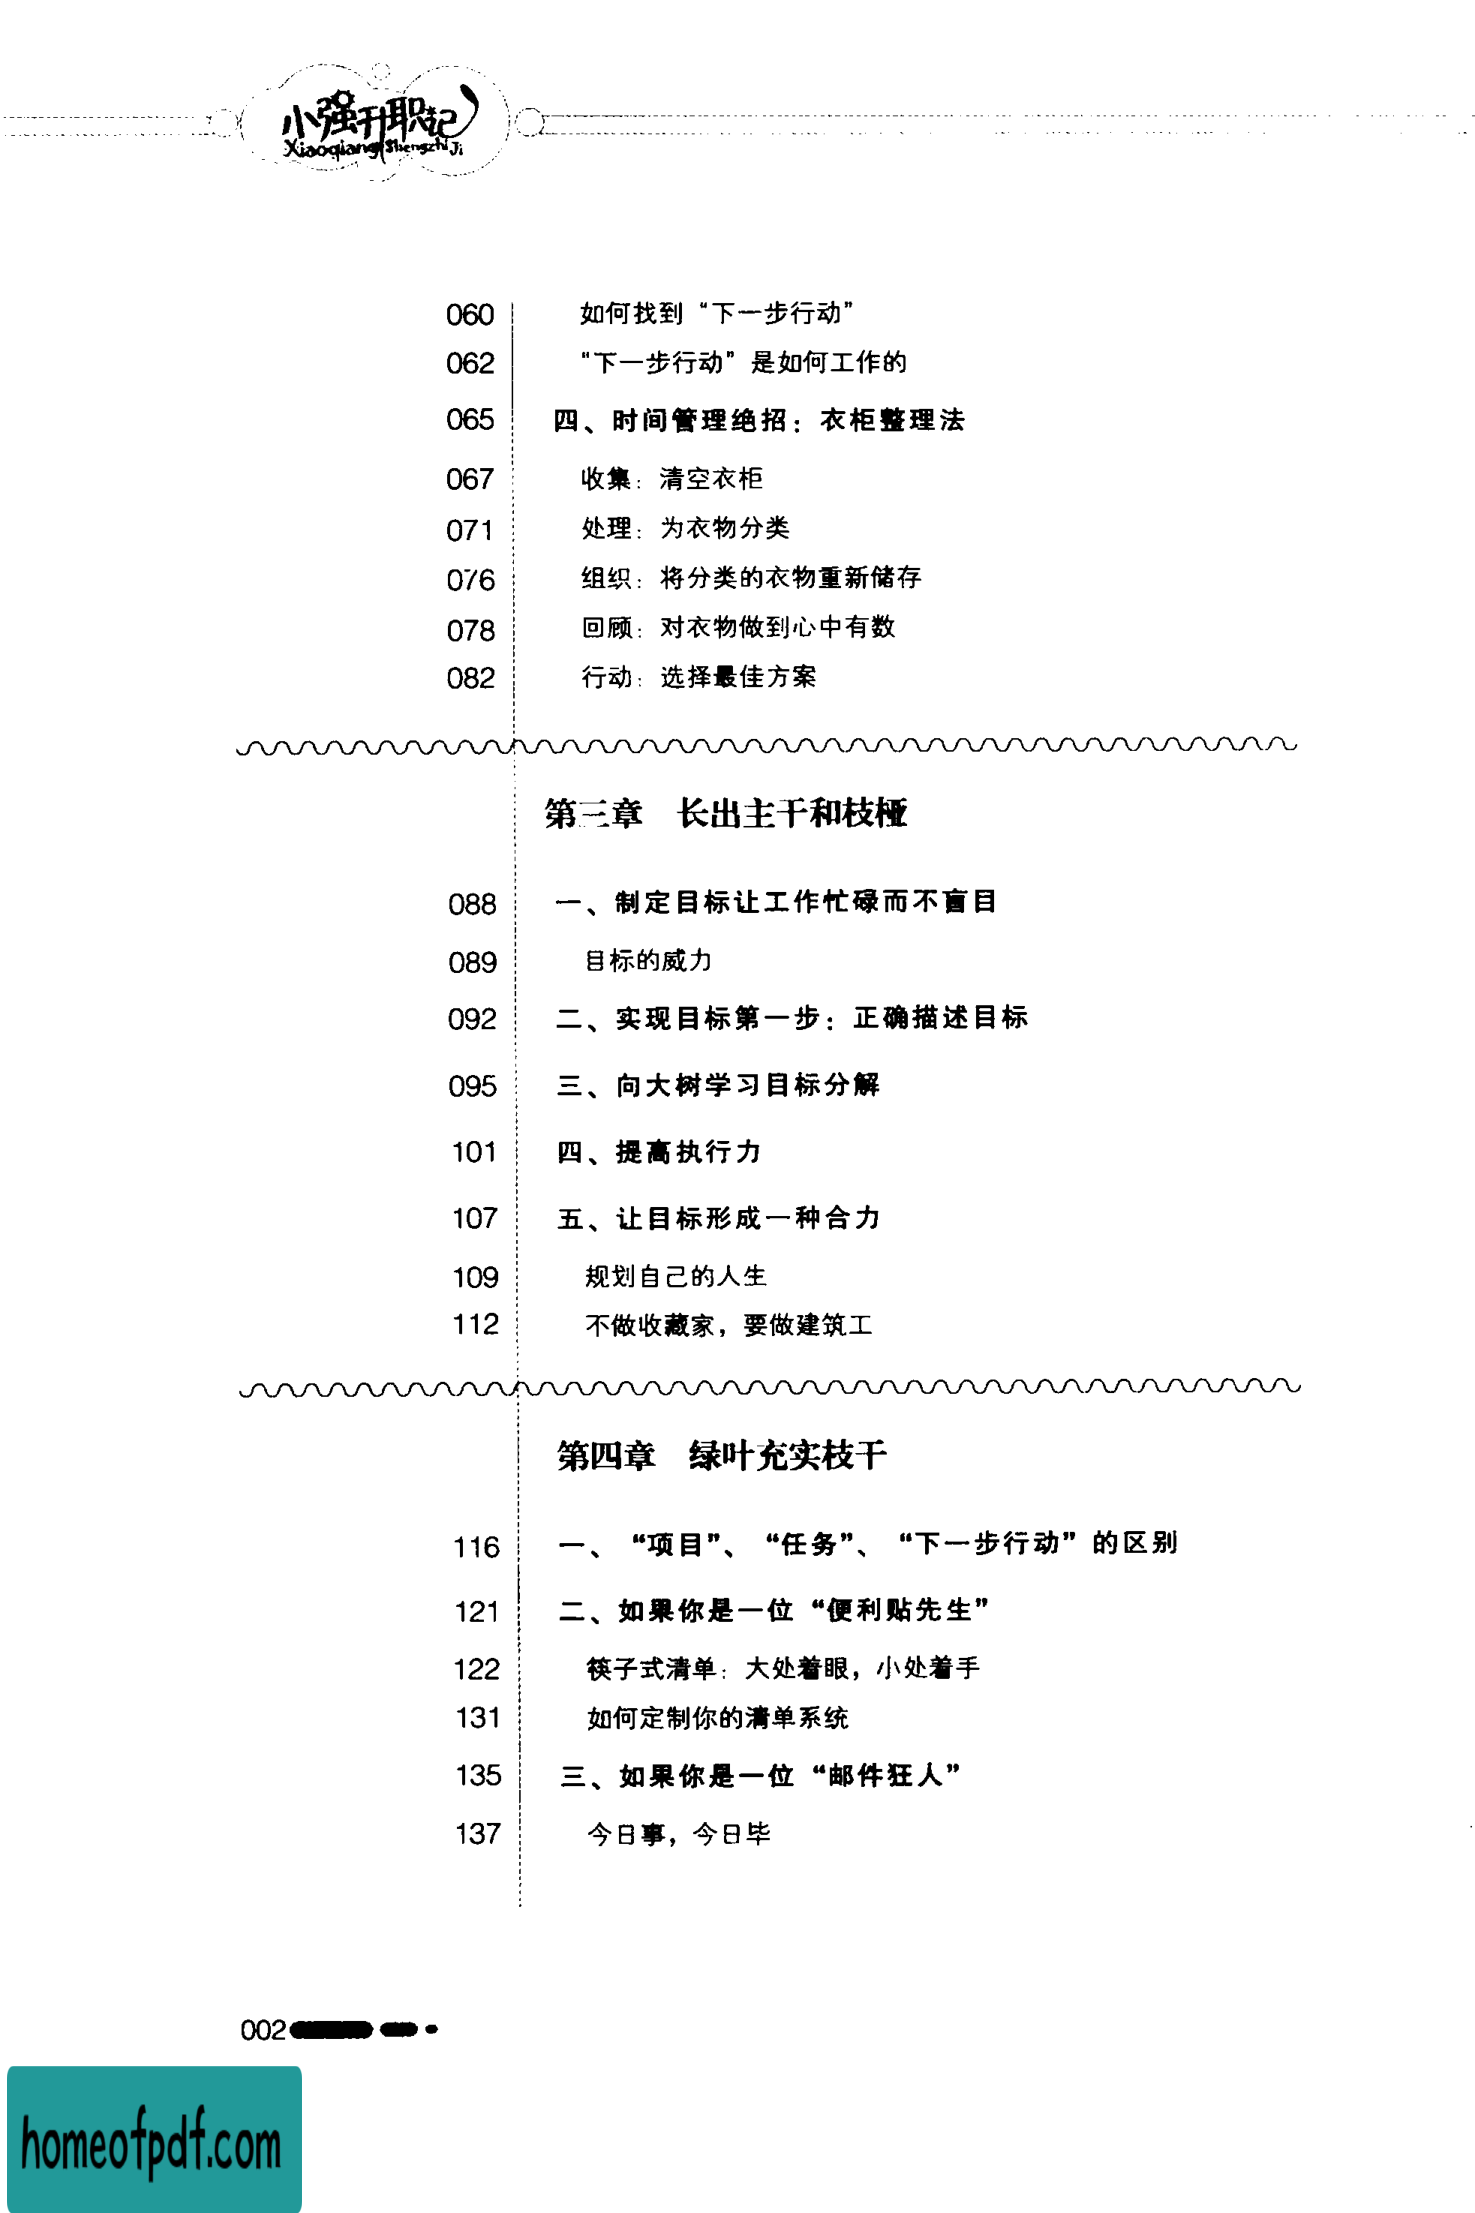 小强升职记
Xiaoqiang Shengzhi Ji
060 如何找到“下一步行动”
062 “下一步行动”是如何工作的
065 四、时间管理绝招：衣柜整理法
067 收集：清空衣柜
071 处理：为衣物分类
076 组织：将分类的衣物重新储存
078 回顾：对衣物做到心中有数
082 行动：选择最佳方案
第三章 长出主干和枝桠
088 一、制定目标让工作忙碌而不盲目
089 目标的威力
092 二、实现目标第一步：正确描述目标
095 三、向大树学习目标分解
101 四、提高执行力
107 五、让目标形成一种合力
109 规划自己的人生
112 不做收藏家，要做建筑工
第四章 绿叶充实枝干
116 一、“项目”、“任务”、“下一步行动”的区别
121 二、如果你是一位“便利贴先生”
122 筷子式清单：大处着眼，小处着手
131 如何定制你的清单系统
135 三、如果你是一位“邮件狂人”
137 今日事，今日毕
002
homeofpdf.com